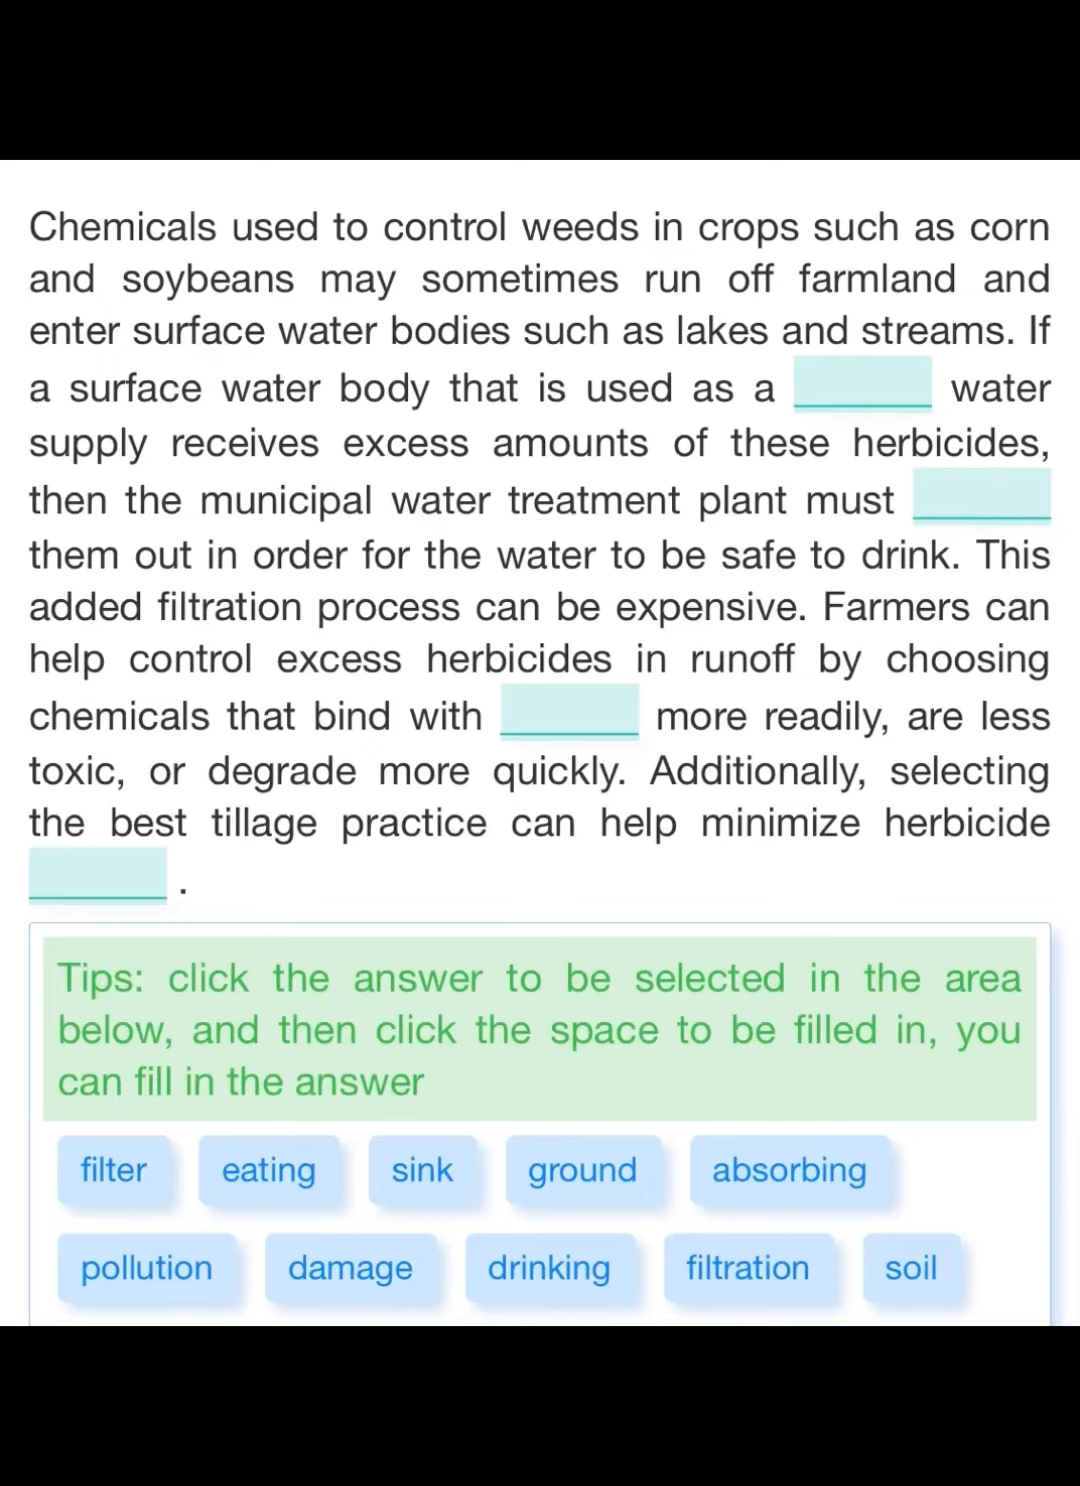 Chemicals used to control weeds in crops such as corn
and soybeans may sometimes run off farmland and
enter surface water bodies such as lakes and streams. If
a surface water body that is used as a water
supply receives excess amounts of these herbicides,
then the municipal water treatment plant must
them out in order for the water to be safe to drink. This
added filtration process can be expensive. Farmers can
help control excess herbicides in runoff by choosing
chemicals that bind with more readily, are less
toxic, or degrade more quickly. Additionally, selecting
the best tillage practice can help minimize herbicide
.
Tips: click the answer to be selected in the area
below, and then click the space to be filled in, you
can fill in the answer
filter eating sink ground absorbing
pollution damage drinking filtration soil